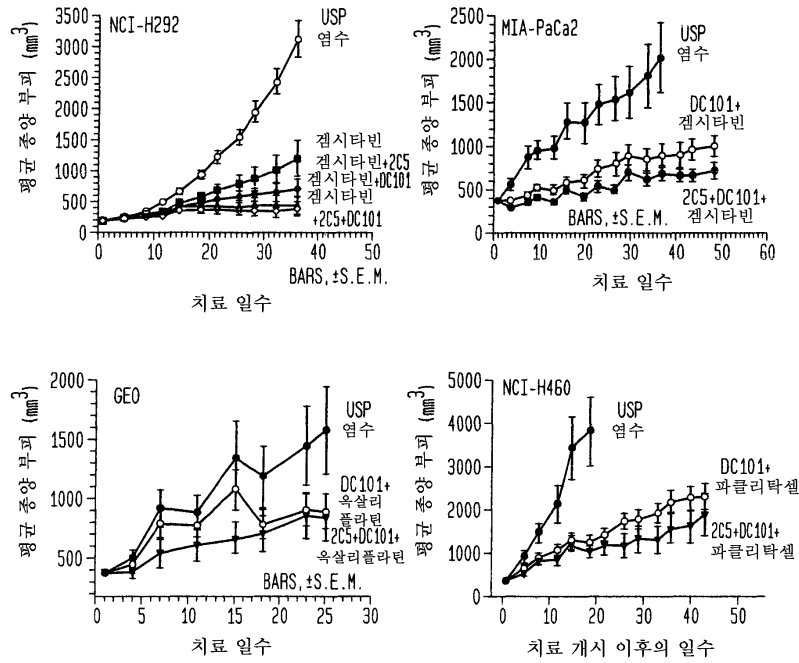 NCI-H292
USP
염수
겜시타빈
겜시타빈+2C5
겜시타빈+DC101
겜시타빈
+2C5+DC101
BARS, ±S.E.M.
평균 종양 부피 (mm³)
3500
3000
2500
2000
1500
1000
500
0
0 10 20 30 40 50
치료 일수
MIA-PaCa2
USP
염수
DC101+
겜시타빈
2C5+DC101+
겜시타빈
BARS, ±S.E.M.
평균 종양 부피 (mm³)
2500
2000
1500
1000
500
0
0 10 20 30 40 50 60
치료 일수
GEO
USP
염수
DC101+
옥살리
플라틴
2C5+DC101+
옥살리플라틴
BARS, ±S.E.M.
평균 종양 부피 (mm³)
2000
1500
1000
500
0 5 10 15 20 25 30
치료 일수
NCI-H460
USP
염수
DC101+
파클리탁셀
2C5+DC101+
파클리탁셀
평균 종양 부피 (mm³)
5000
4000
3000
2000
1000
0
0 10 20 30 40 50
치료 개시 이후의 일수